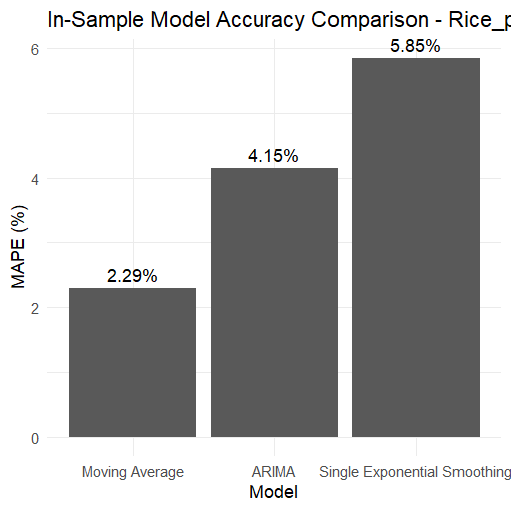 In-Sample Model Accuracy Comparison - Rice_p
6
5.85%
4.15%
4
MAPE (%)
2.29%
2
0
Moving Average ARIMA Single Exponential Smoothing
Model